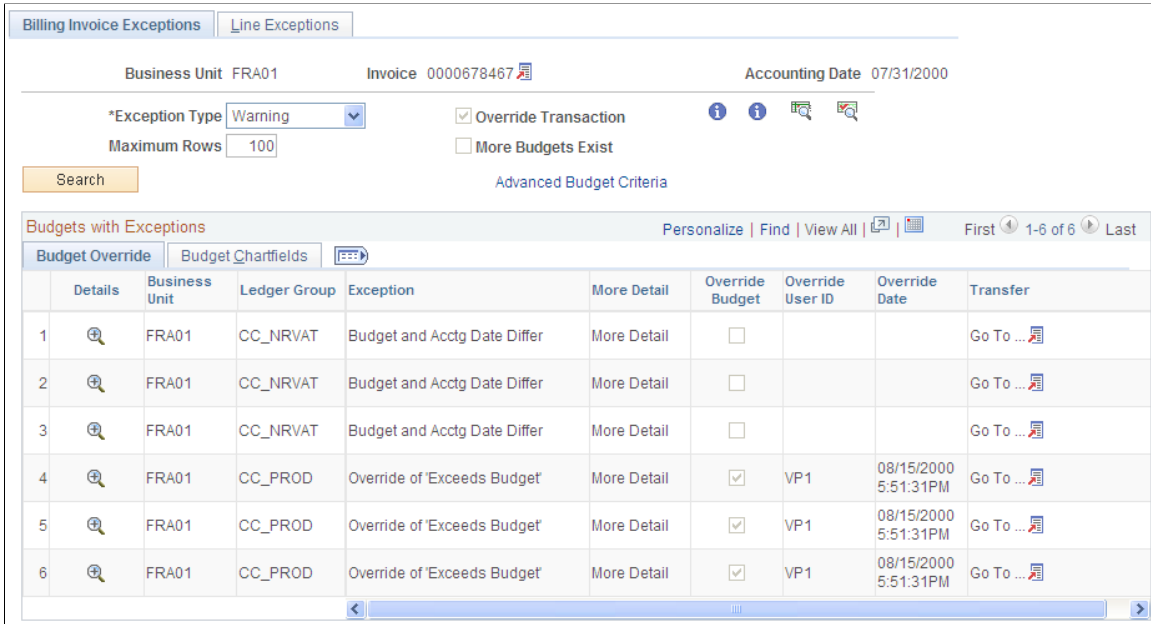 Billing Invoice Exceptions Line Exceptions
Business Unit FRA01 Invoice 0000678467 Accounting Date 07/31/2000
*Exception Type Warning Override Transaction
Maximum Rows 100 More Budgets Exist
Search Advanced Budget Criteria
Budgets with Exceptions Personalize | Find | View All | | First 1-6 of 6 Last
Budget Override Budget Chartfields
Details Business Unit Ledger Group Exception More Detail Override Budget Override User ID Override Date Transfer
1 FRA01 CC_NRVAT Budget and Acctg Date Differ More Detail Go To ...
2 FRA01 CC_NRVAT Budget and Acctg Date Differ More Detail Go To ...
3 FRA01 CC_NRVAT Budget and Acctg Date Differ More Detail Go To ...
4 FRA01 CC_PROD Override of 'Exceeds Budget' More Detail VP1 08/15/2000 5:51:31PM Go To ...
5 FRA01 CC_PROD Override of 'Exceeds Budget' More Detail VP1 08/15/2000 5:51:31PM Go To ...
6 FRA01 CC_PROD Override of 'Exceeds Budget' More Detail VP1 08/15/2000 5:51:31PM Go To ...